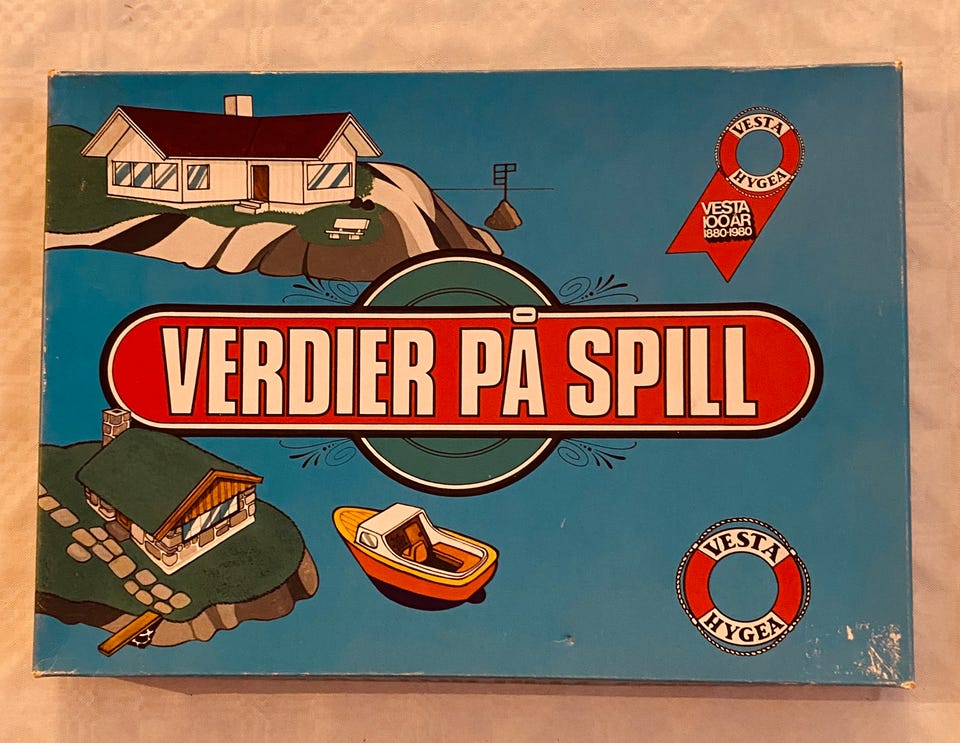 VESTA
HYGEA
VESTA
100 ÅR
1880-1980
VERDIER PÅ SPILL
VESTA
HYGEA